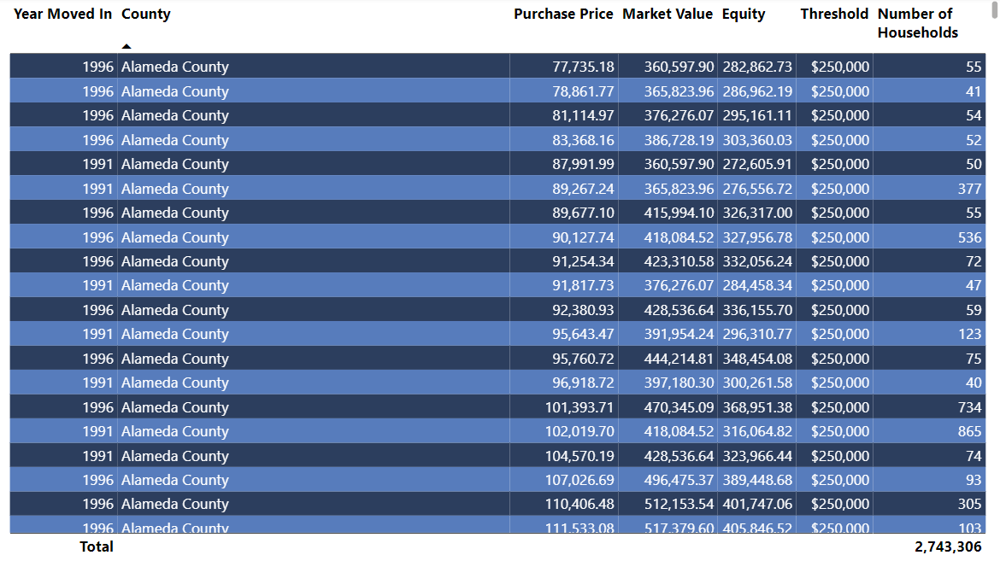 Year Moved In County Purchase Price Market Value Equity Threshold Number of
Households
1996 Alameda County 77,735.18 360,597.90 282,862.73 $250,000 55
1996 Alameda County 78,861.77 365,823.96 286,962.19 $250,000 41
1996 Alameda County 81,114.97 376,276.07 295,161.11 $250,000 54
1996 Alameda County 83,368.16 386,728.19 303,360.03 $250,000 52
1991 Alameda County 87,991.99 360,597.90 272,605.91 $250,000 50
1991 Alameda County 89,267.24 365,823.96 276,556.72 $250,000 377
1996 Alameda County 89,677.10 415,994.10 326,317.00 $250,000 55
1996 Alameda County 90,127.74 418,084.52 327,956.78 $250,000 536
1996 Alameda County 91,254.34 423,310.58 332,056.24 $250,000 72
1991 Alameda County 91,817.73 376,276.07 284,458.34 $250,000 47
1996 Alameda County 92,380.93 428,536.64 336,155.70 $250,000 59
1991 Alameda County 95,643.47 391,954.24 296,310.77 $250,000 123
1996 Alameda County 95,760.72 444,214.81 348,454.08 $250,000 75
1991 Alameda County 96,918.72 397,180.30 300,261.58 $250,000 40
1996 Alameda County 101,393.71 470,345.09 368,951.38 $250,000 734
1991 Alameda County 102,019.70 418,084.52 316,064.82 $250,000 865
1991 Alameda County 104,570.19 428,536.64 323,966.44 $250,000 74
1996 Alameda County 107,026.69 496,475.37 389,448.68 $250,000 93
1996 Alameda County 110,406.48 512,153.54 401,747.06 $250,000 305
1996 Alameda County 111,533.08 517,379.60 405,846.52 $250,000 103
Total 2,743,306